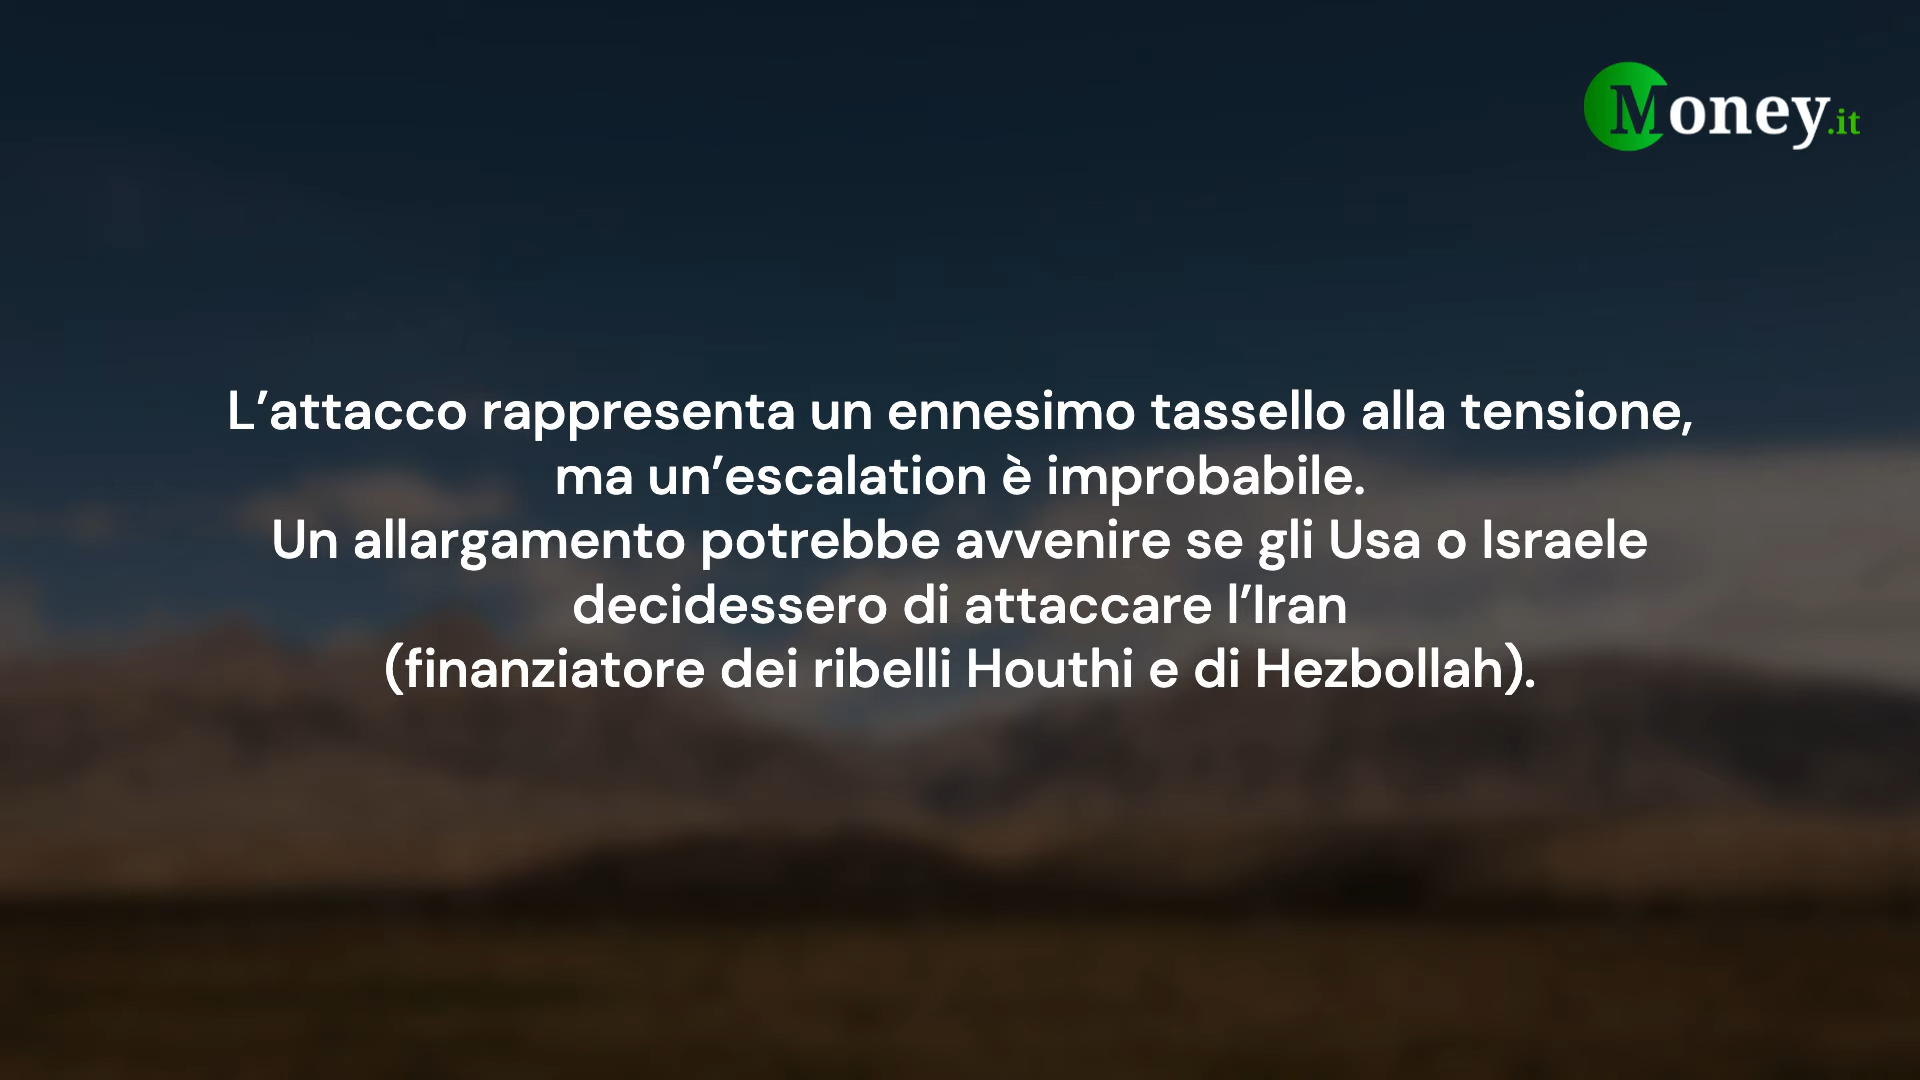 Money.it
L’attacco rappresenta un ennesimo tassello alla tensione,
ma un’escalation è improbabile.
Un allargamento potrebbe avvenire se gli Usa o Israele
decidessero di attaccare l’Iran
(finanziatore dei ribelli Houthi e di Hezbollah).